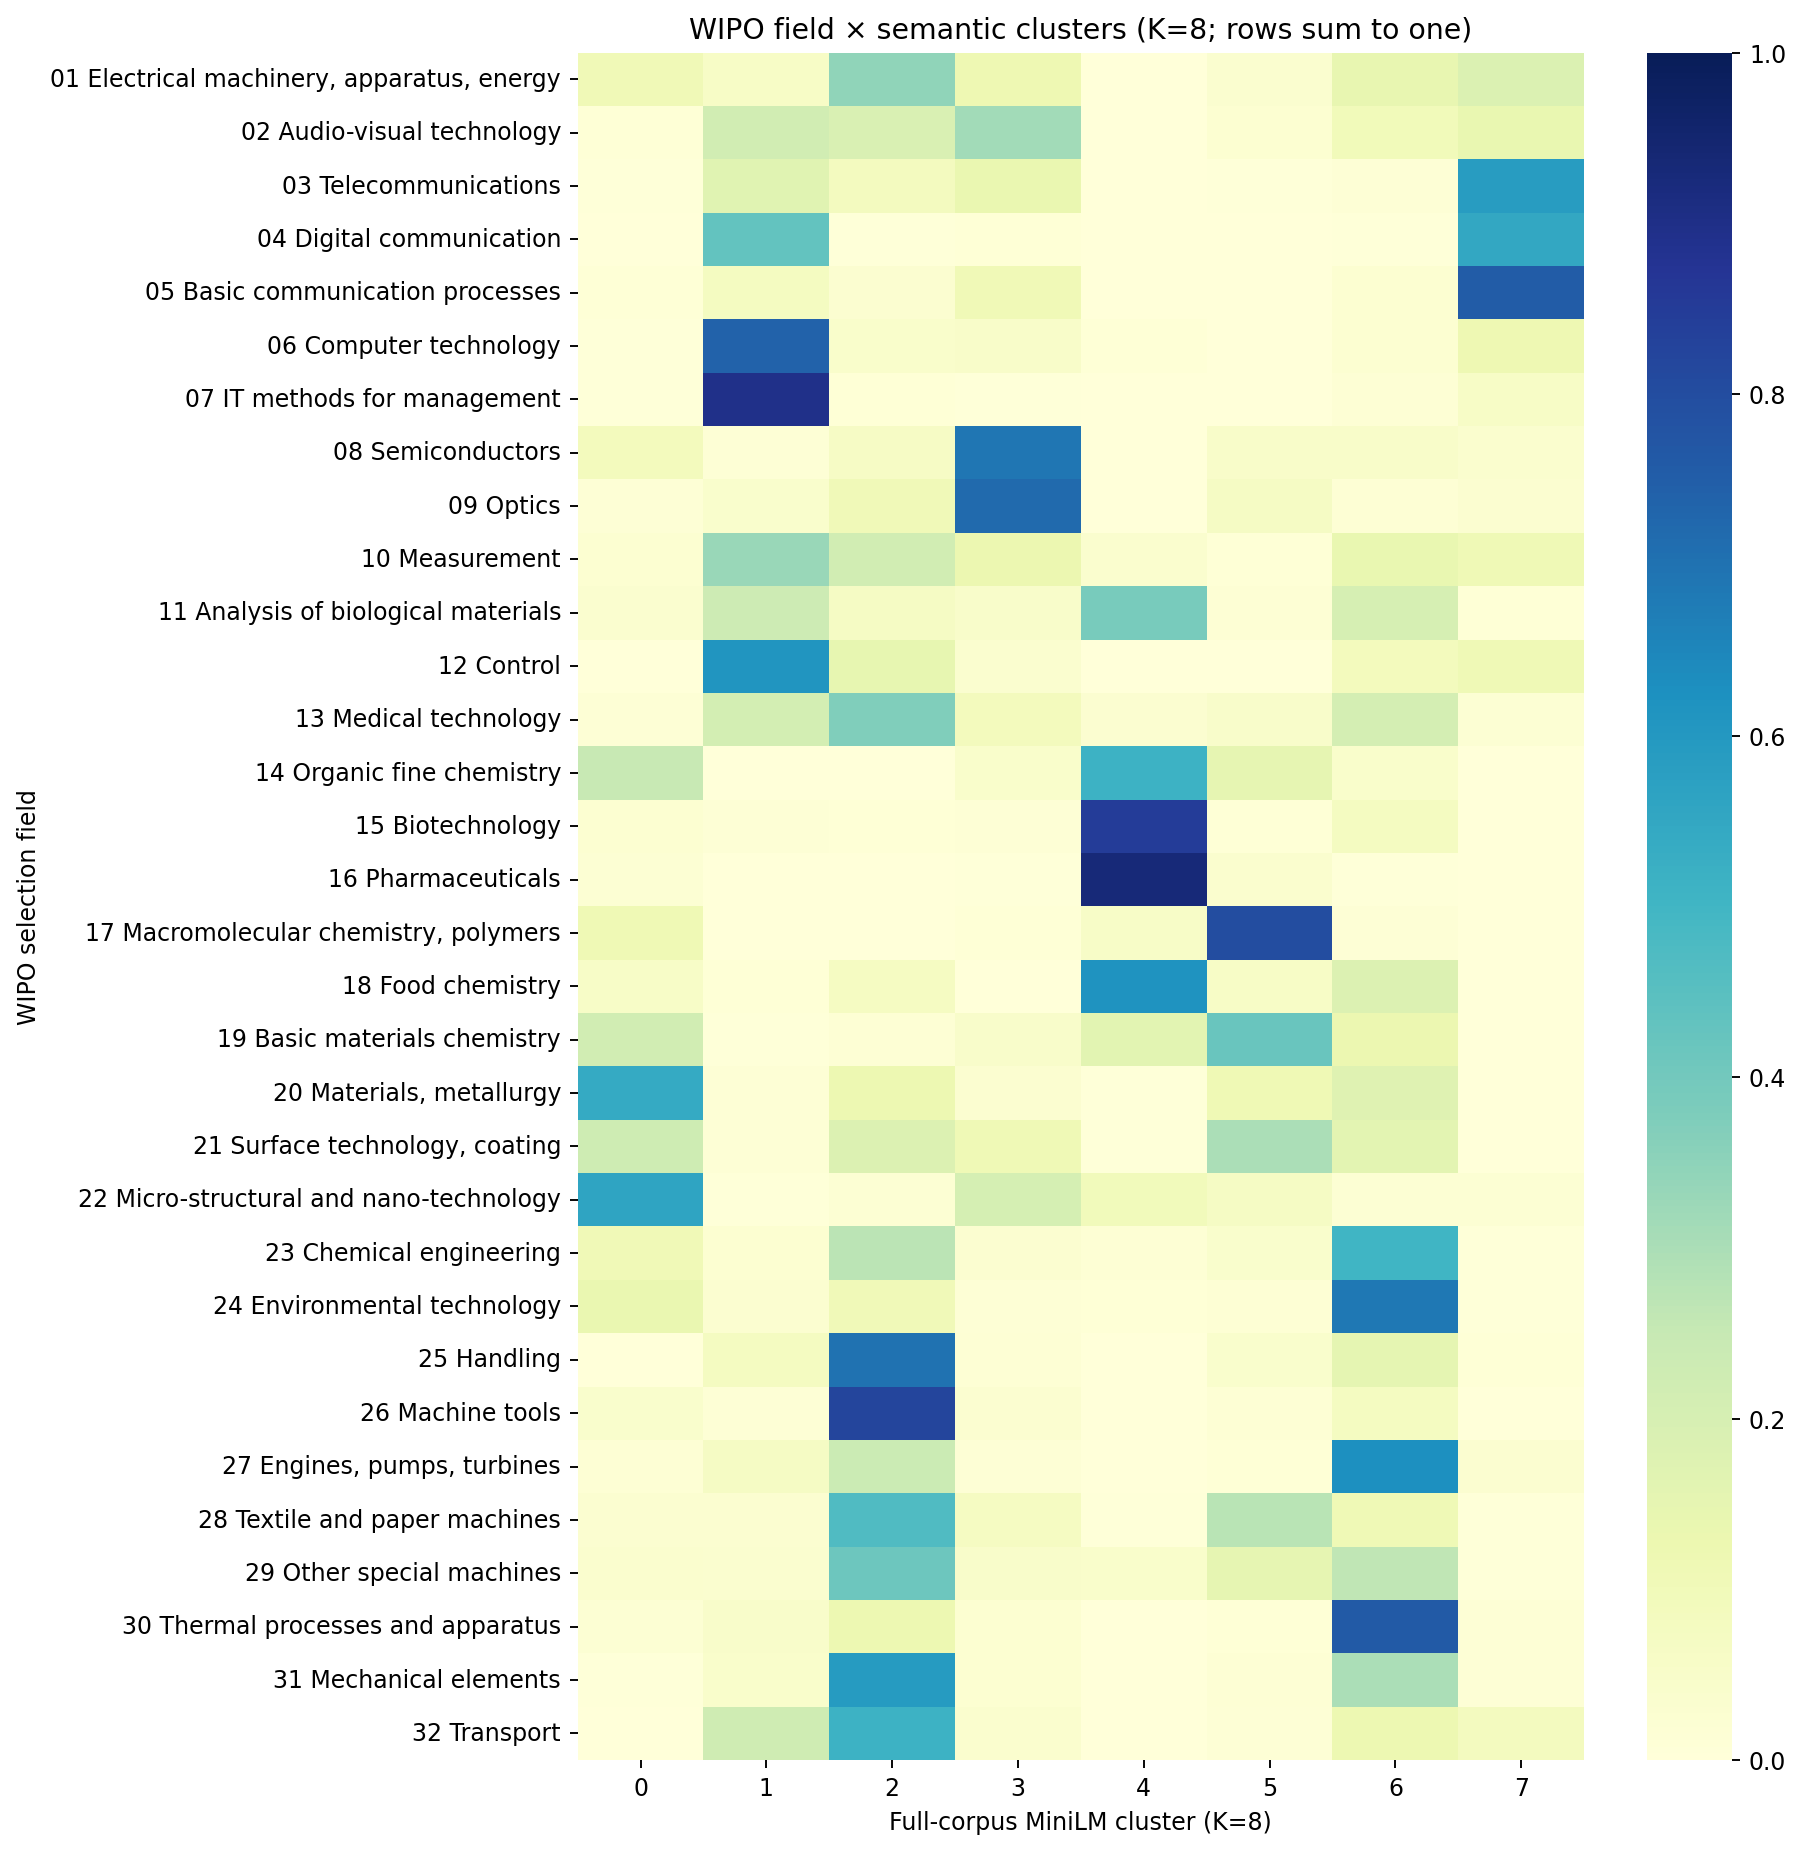 WIPO field × semantic clusters (K=8; rows sum to one)
WIPO selection field
01 Electrical machinery, apparatus, energy
02 Audio-visual technology
03 Telecommunications
04 Digital communication
05 Basic communication processes
06 Computer technology
07 IT methods for management
08 Semiconductors
09 Optics
10 Measurement
11 Analysis of biological materials
12 Control
13 Medical technology
14 Organic fine chemistry
15 Biotechnology
16 Pharmaceuticals
17 Macromolecular chemistry, polymers
18 Food chemistry
19 Basic materials chemistry
20 Materials, metallurgy
21 Surface technology, coating
22 Micro-structural and nano-technology
23 Chemical engineering
24 Environmental technology
25 Handling
26 Machine tools
27 Engines, pumps, turbines
28 Textile and paper machines
29 Other special machines
30 Thermal processes and apparatus
31 Mechanical elements
32 Transport
0 1 2 3 4 5 6 7
Full-corpus MiniLM cluster (K=8)
1.0
0.8
0.6
0.4
0.2
0.0